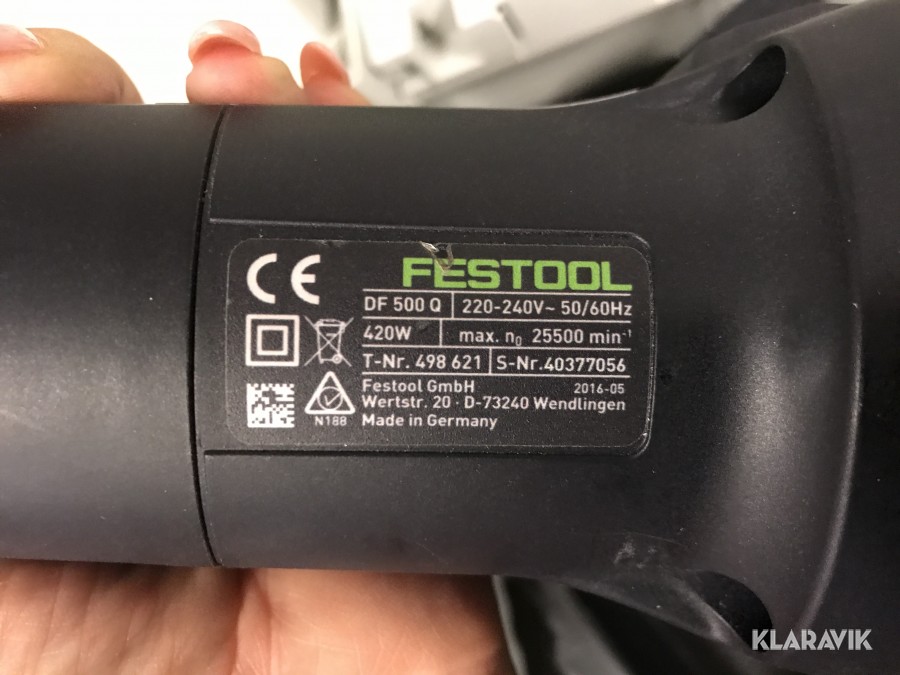 CE
FESTOOL
DF 500 Q 220-240V~ 50/60Hz
420W max. n₀ 25500 min⁻¹
T-Nr. 498 621 S-Nr.40377056
Festool GmbH 2016-05
Wertstr. 20 · D-73240 Wendlingen
N188 Made in Germany
KLARAVIK